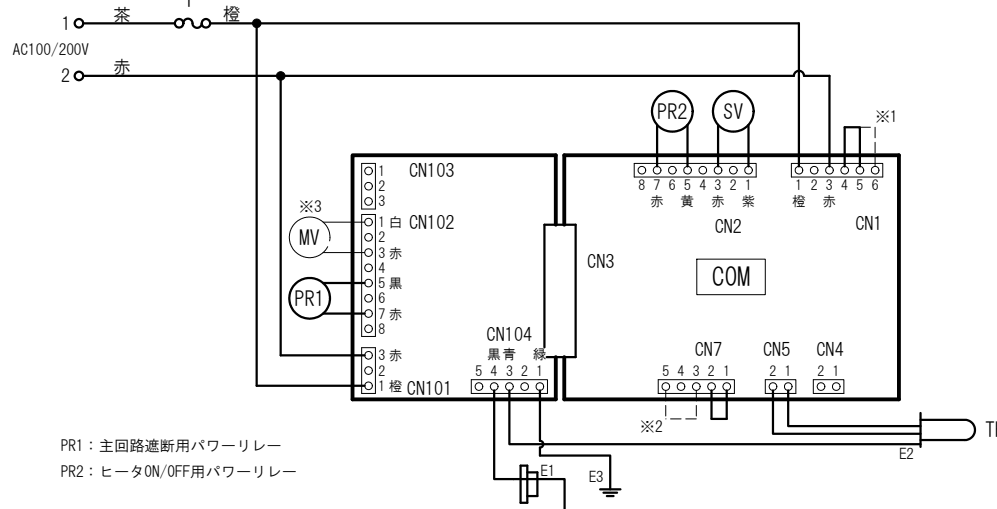 1 茶 橙
AC100/200V
2 赤
PR2 SV ※1
CN103 1 2 3
8 7 6 5 4 3 2 1
赤 黄 赤 紫
1 2 3 4 5 6
橙 赤
CN2 CN1
※3
MV
CN102
1 白
2
3 赤
4
5 黒
6
7 赤
8
PR1
CN3
COM
CN104
黒 青 緑
5 4 3 2 1
3 赤
2
1 橙 CN101
CN7 CN5 CN4
5 4 3 2 1
2 1
2 1
※2
E2
E1
E3
PR1：主回路遮断用パワーリレー
PR2：ヒータON/OFF用パワーリレー